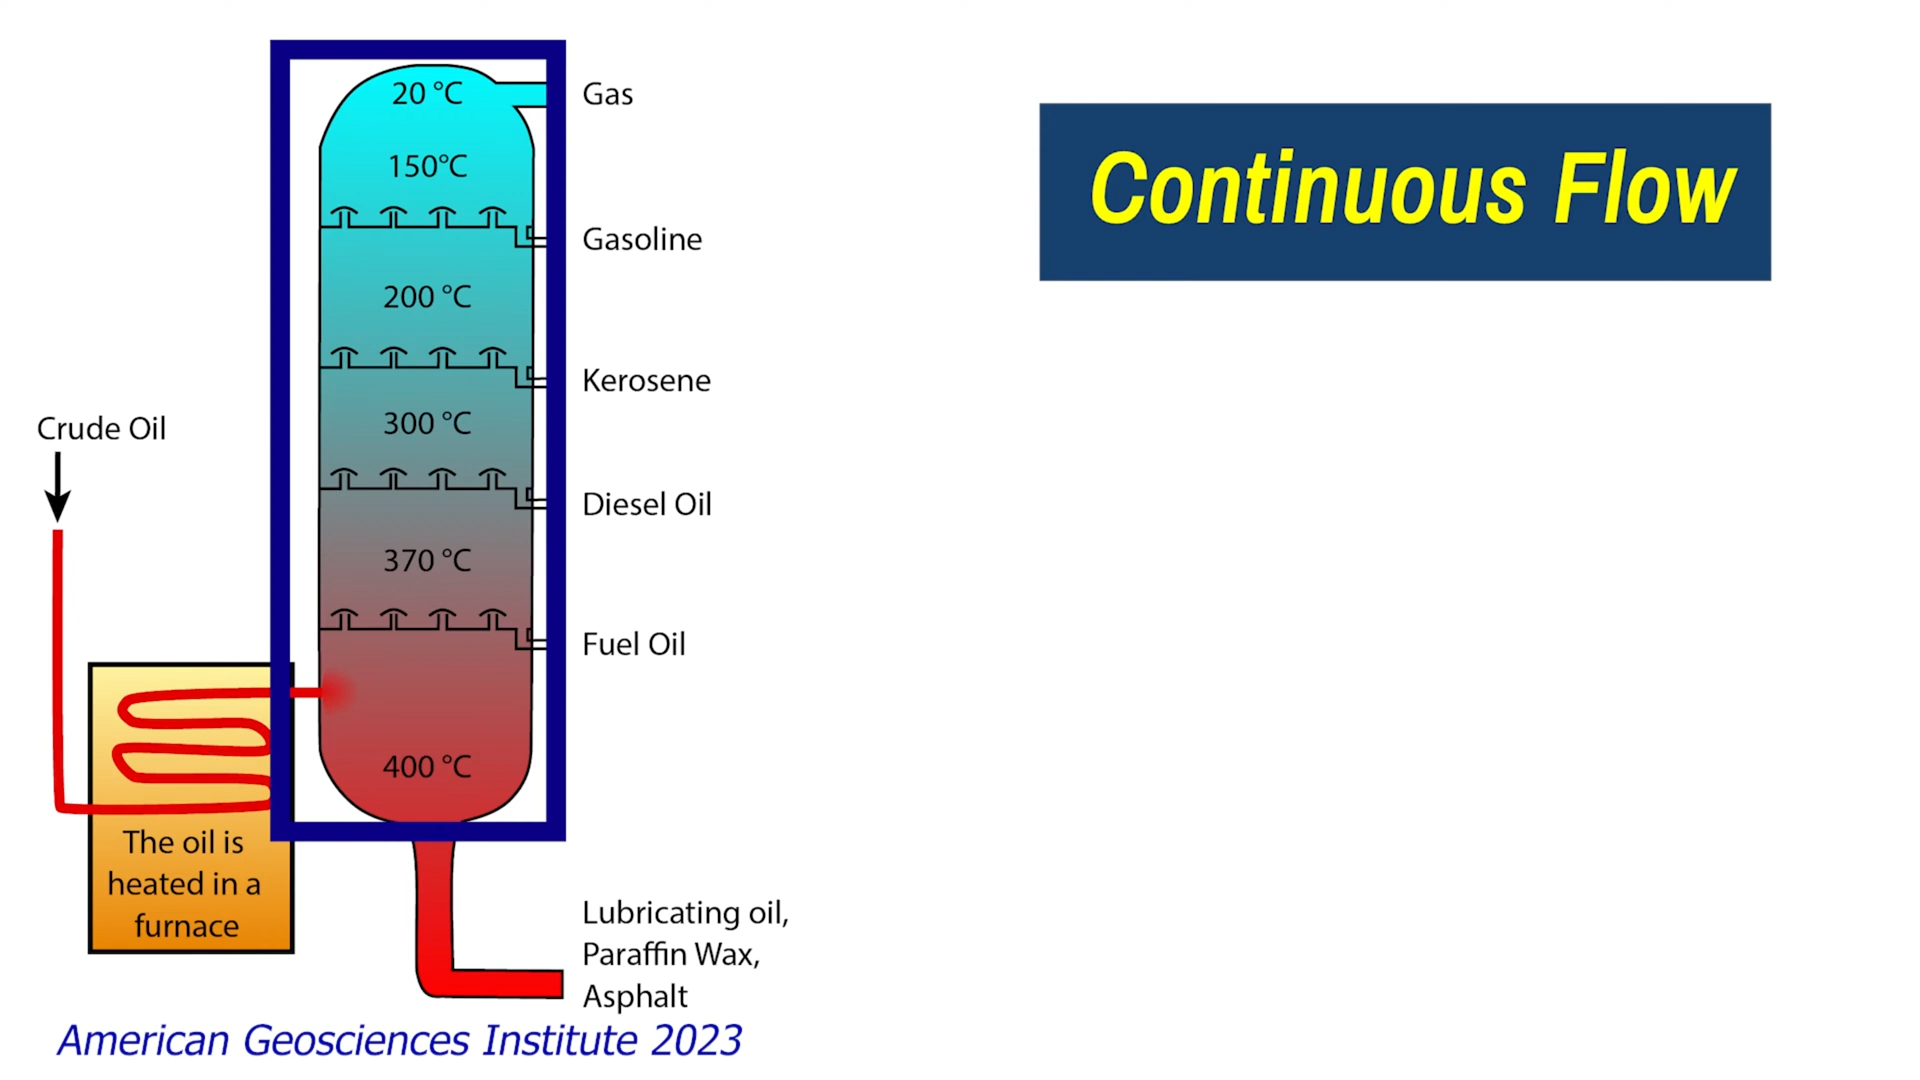 20 °C
Gas
Continuous Flow
150°C
Gasoline
200 °C
Kerosene
300 °C
Crude Oil
Diesel Oil
370 °C
Fuel Oil
400 °C
The oil is
heated in a
furnace
Lubricating oil,
Paraffin Wax,
Asphalt
American Geosciences Institute 2023